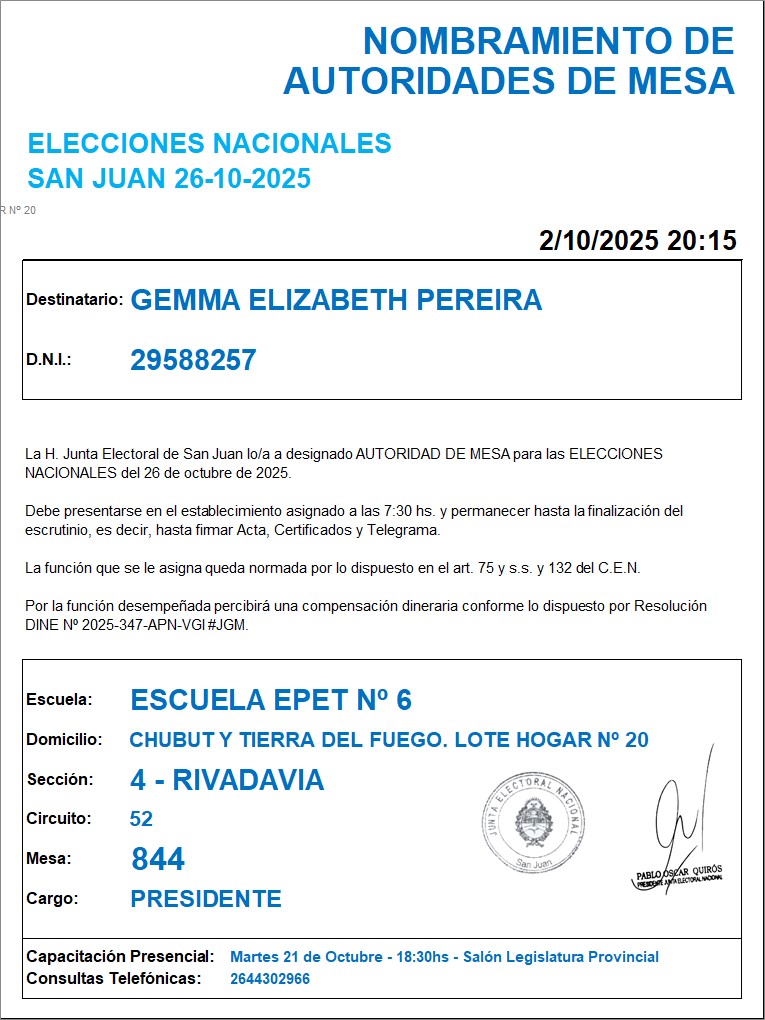 NOMBRAMIENTO DE
AUTORIDADES DE MESA
ELECCIONES NACIONALES
SAN JUAN 26-10-2025
R Nº 20
2/10/2025 20:15
Destinatario: GEMMA ELIZABETH PEREIRA
D.N.I.: 29588257
La H. Junta Electoral de San Juan lo/a a designado AUTORIDAD DE MESA para las ELECCIONES
NACIONALES del 26 de octubre de 2025.
Debe presentarse en el establecimiento asignado a las 7:30 hs. y permanecer hasta la finalización del
escrutinio, es decir, hasta firmar Acta, Certificados y Telegrama.
La función que se le asigna queda normada por lo dispuesto en el art. 75 y s.s. y 132 del C.E.N.
Por la función desempeñada percibirá una compensación dineraria conforme lo dispuesto por Resolución
DINE Nº 2025-347-APN-VGI#JGM.
Escuela: ESCUELA EPET Nº 6
Domicilio: CHUBUT Y TIERRA DEL FUEGO. LOTE HOGAR Nº 20
Sección: 4 - RIVADAVIA
Circuito: 52
Mesa: 844
Cargo: PRESIDENTE
JUNTA ELECTORAL NACIONAL
San Juan
PABLO OSCAR QUIRÓS
PRESIDENTE JUNTA ELECTORAL NACIONAL
Capacitación Presencial: Martes 21 de Octubre - 18:30hs - Salón Legislatura Provincial
Consultas Telefónicas: 2644302966